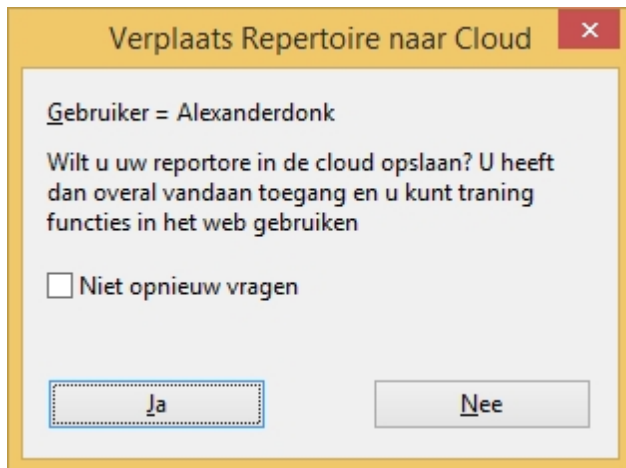 Verplaats Repertoire naar Cloud
Gebruiker = Alexanderdonk
Wilt u uw reportore in de cloud opslaan? U heeft
dan overal vandaan toegang en u kunt traning
functies in het web gebruiken
Niet opnieuw vragen
Ja
Nee